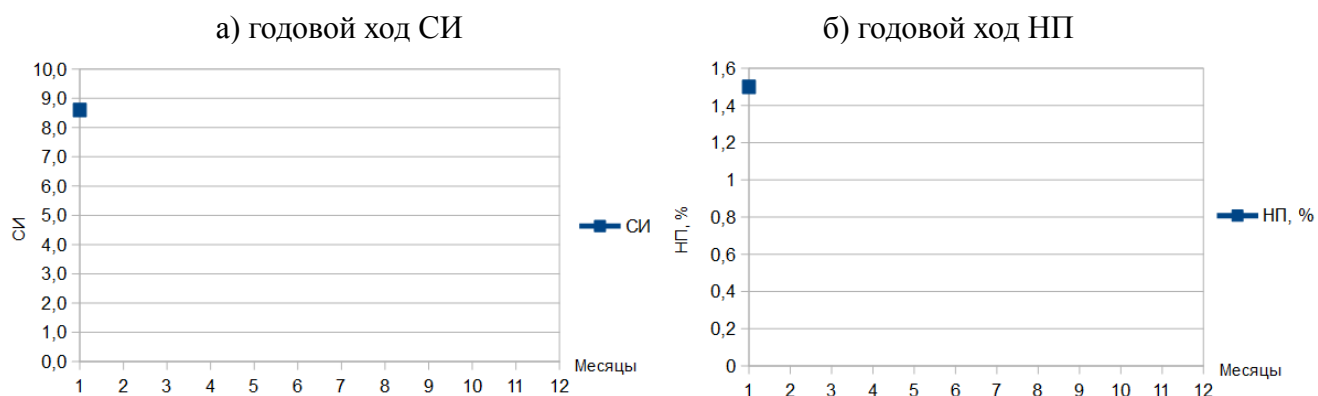 а) годовой ход СИ
10,0
9,0
8,0
7,0
6,0
5,0
4,0
3,0
2,0
1,0
0,0
СИ
1 2 3 4 5 6 7 8 9 10 11 12
Месяцы
СИ
б) годовой ход НП
1,6
1,4
1,2
1
0,8
0,6
0,4
0,2
0
НП, %
1 2 3 4 5 6 7 8 9 10 11 12
Месяцы
НП, %